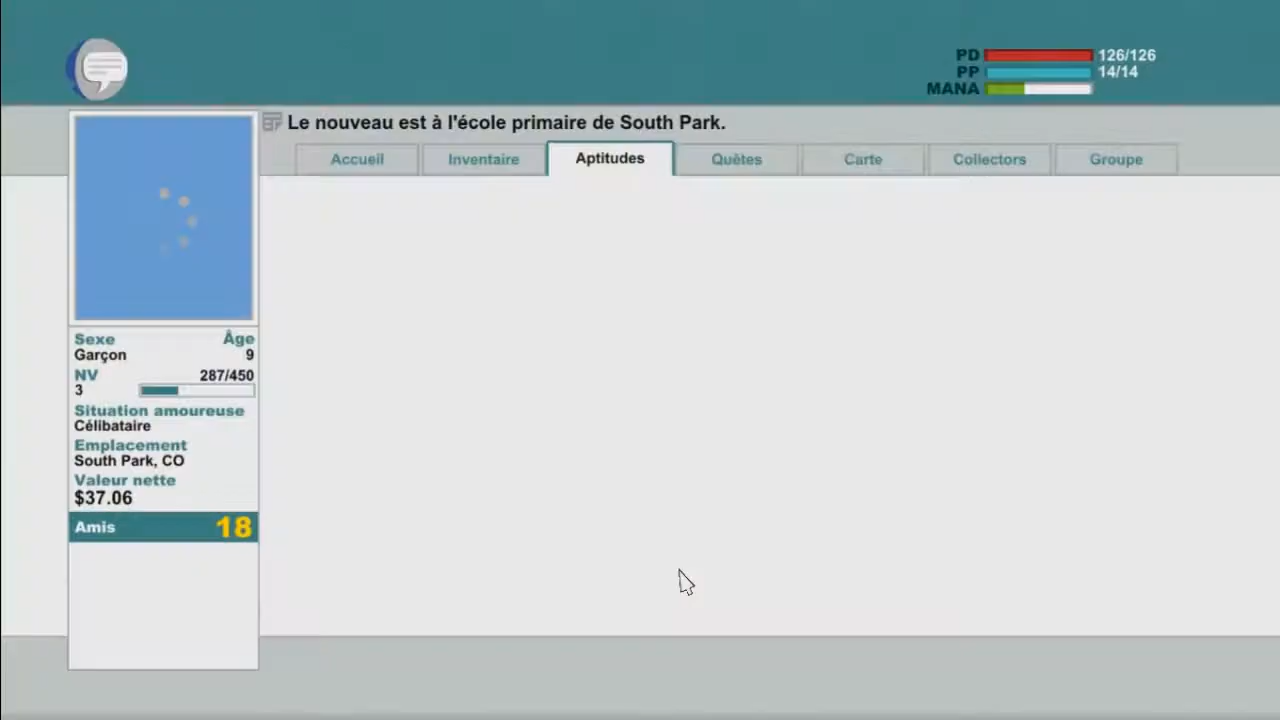 PD 126/126
PP 14/14
MANA
Le nouveau est à l'école primaire de South Park.
Accueil Inventaire Aptitudes Quètes Carte Collectors Groupe
Sexe Âge
Garçon 9
NV 287/450
3
Situation amoureuse
Célibataire
Emplacement
South Park, CO
Valeur nette
$37.06
Amis 18